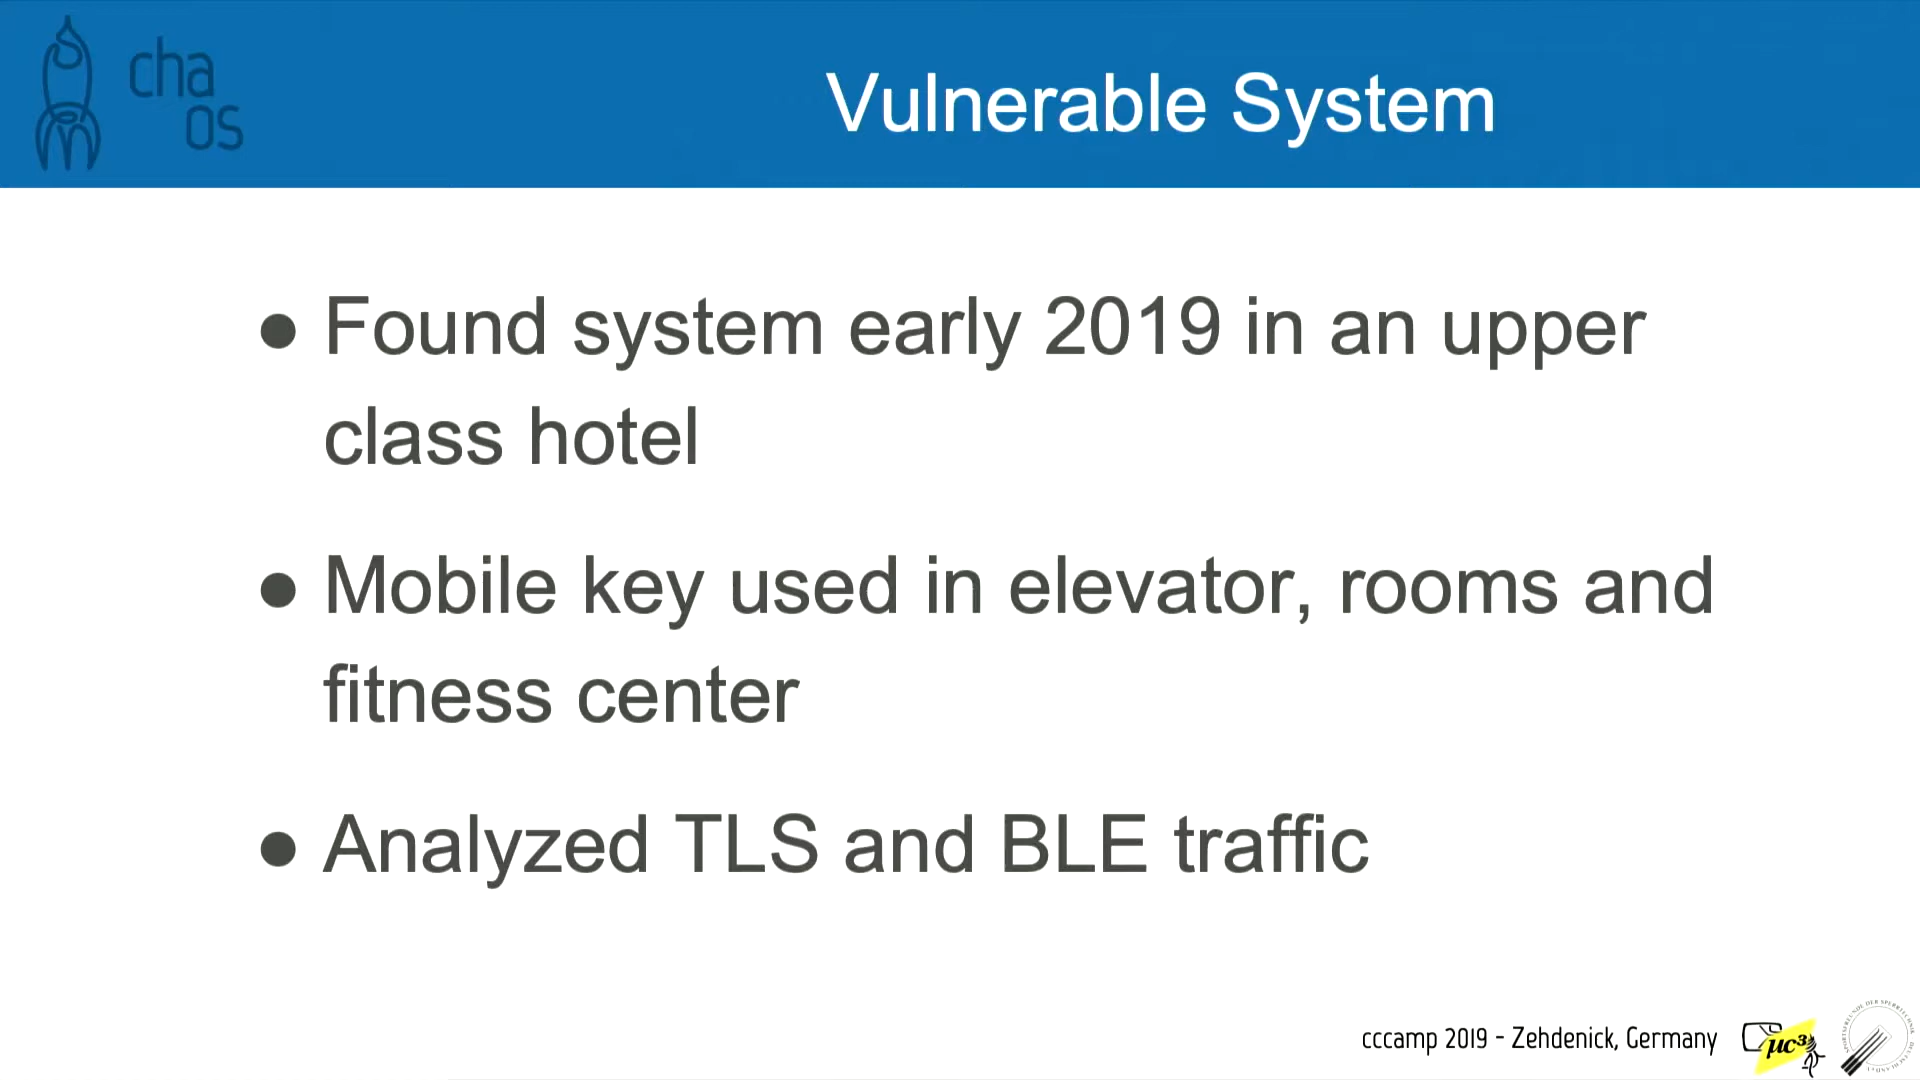 cha
os
Vulnerable System
● Found system early 2019 in an upper
class hotel
● Mobile key used in elevator, rooms and
fitness center
● Analyzed TLS and BLE traffic
cccamp 2019 - Zehdenick, Germany
µc³